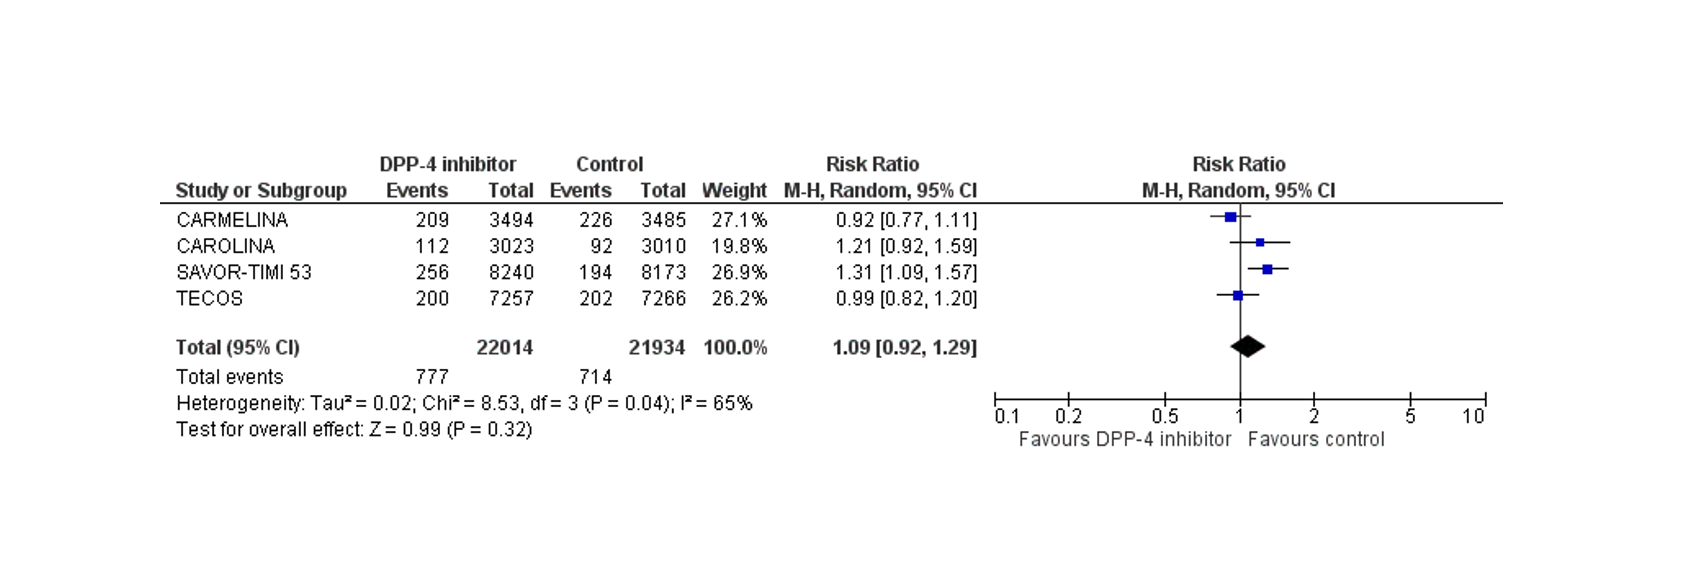 DPP-4 inhibitor Control Risk Ratio Risk Ratio
Study or Subgroup Events Total Events Total Weight M-H, Random, 95% CI M-H, Random, 95% CI
CARMELINA 209 3494 226 3485 27.1% 0.92 [0.77, 1.11]
CAROLINA 112 3023 92 3010 19.8% 1.21 [0.92, 1.59]
SAVOR-TIMI 53 256 8240 194 8173 26.9% 1.31 [1.09, 1.57]
TECOS 200 7257 202 7266 26.2% 0.99 [0.82, 1.20]
Total (95% CI) 22014 21934 100.0% 1.09 [0.92, 1.29]
Total events 777 714
Heterogeneity: Tau² = 0.02; Chi² = 8.53, df = 3 (P = 0.04); I² = 65%
Test for overall effect: Z = 0.99 (P = 0.32)
0.1 0.2 0.5 1 2 5 10
Favours DPP-4 inhibitor Favours control